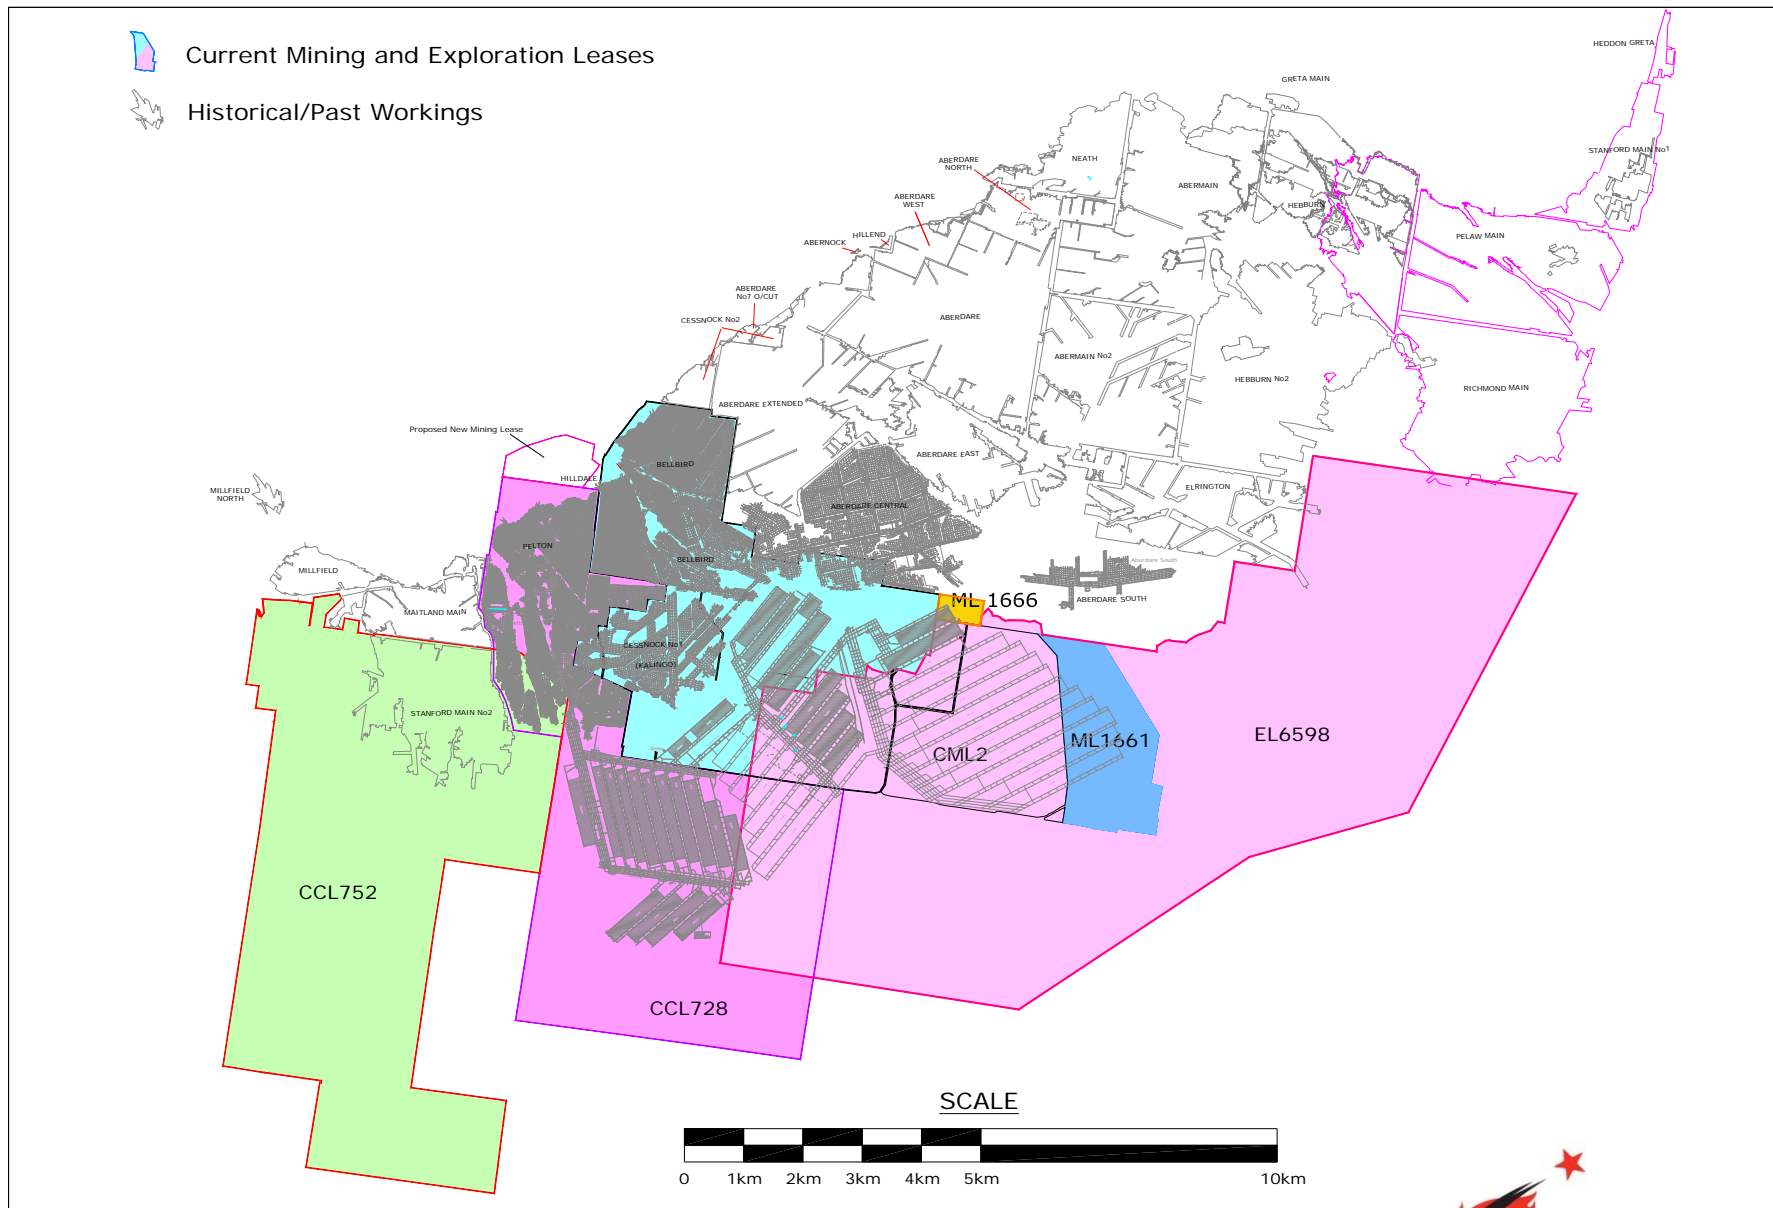 Current Mining and Exploration Leases
Historical/Past Workings
HEDDON GRETA
GRETA MAIN
STANFORD MAIN No1
NEATH
ABERDARE
NORTH
ABERMAIN
ABERDARE
WEST
HEBBURN
HILLEND
ABERNOCK
PELAW MAIN
ABERDARE
No7 O/CUT
CESSNOCK No2
ABERDARE
ABERMAIN No2
HEBBURN No2
RICHMOND MAIN
ABERDARE EXTENDED
Proposed New Mining Lease
ABERDARE EAST
BELLBIRD
HILLDALE
MILLFIELD
NORTH
ELRINGTON
ABERDARE CENTRAL
PELTON
BELLBIRD
Aberdare South
MILLFIELD
ABERDARE SOUTH
ML 1666
MAITLAND MAIN
CESSNOCK No1
(KALINGO)
STANFORD MAIN No2
EL6598
ML1661
CML2
CCL752
CCL728
SCALE
0 1km 2km 3km 4km 5km 10km